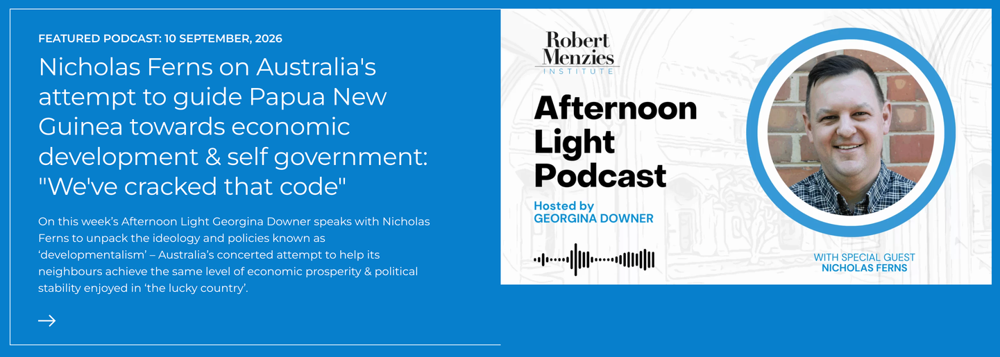 FEATURED PODCAST: 10 SEPTEMBER, 2026
Nicholas Ferns on Australia's
attempt to guide Papua New
Guinea towards economic
development & self government:
"We've cracked that code"
On this week’s Afternoon Light Georgina Downer speaks with Nicholas
Ferns to unpack the ideology and policies known as
‘developmentalism’ – Australia’s concerted attempt to help its
neighbours achieve the same level of economic prosperity & political
stability enjoyed in ‘the lucky country’.
Robert
Menzies
INSTITUTE
Afternoon
Light
Podcast
Hosted by
GEORGINA DOWNER
WITH SPECIAL GUEST
NICHOLAS FERNS